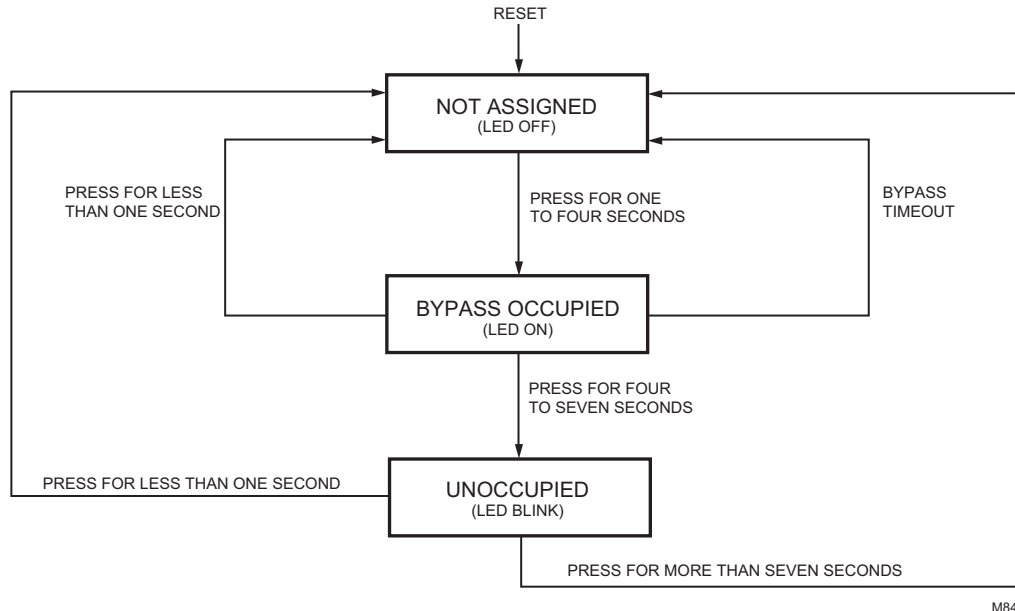 RESET
NOT ASSIGNED
(LED OFF)
PRESS FOR LESS
THAN ONE SECOND
PRESS FOR ONE
TO FOUR SECONDS
BYPASS
TIMEOUT
BYPASS OCCUPIED
(LED ON)
PRESS FOR FOUR
TO SEVEN SECONDS
PRESS FOR LESS THAN ONE SECOND
UNOCCUPIED
(LED BLINK)
PRESS FOR MORE THAN SEVEN SECONDS
M84